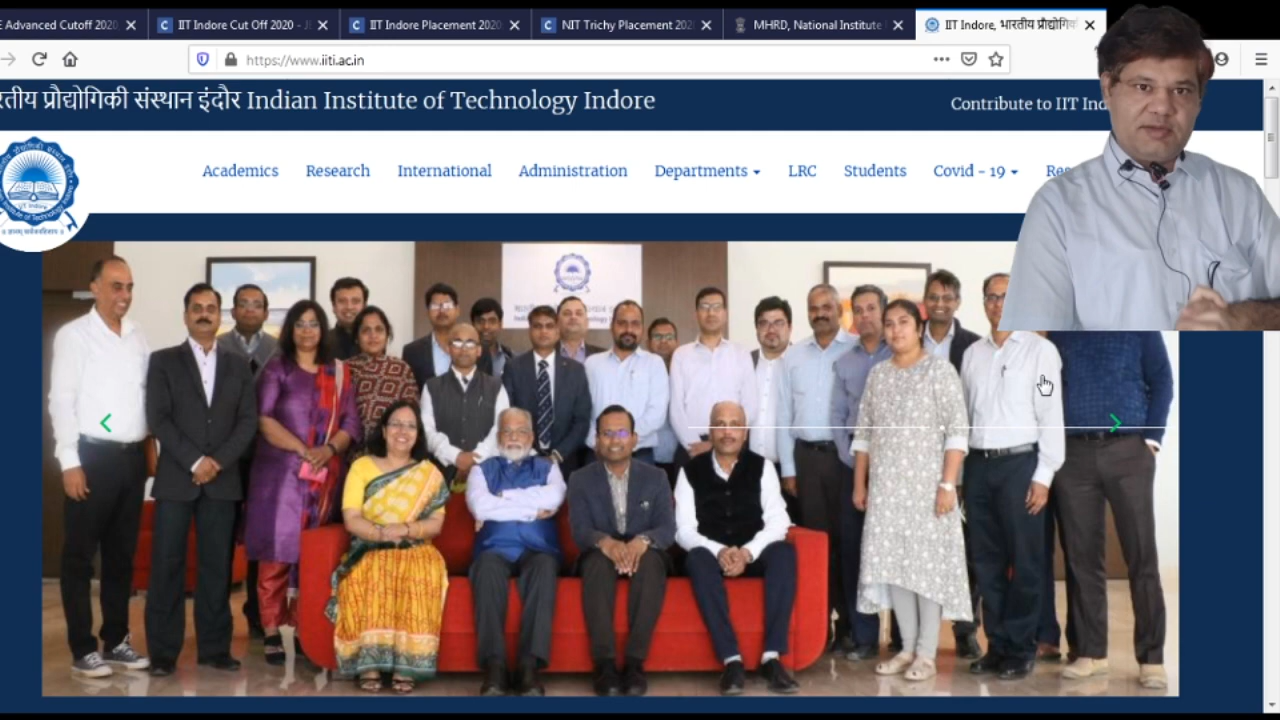 E Advanced Cutoff 2020,
IIT Indore Cut Off 2020 - J
IIT Indore Placement 2020
NIT Trichy Placement 202
MHRD, National Institute
IIT Indore, भारतीय प्रौद्योगिक
https://www.iiti.ac.in
रतीय प्रौद्योगिकी संस्थान इंदौर Indian Institute of Technology Indore
Contribute to IIT Ind
Academics
Research
International
Administration
Departments
LRC
Students
Covid - 19
IIT Indore